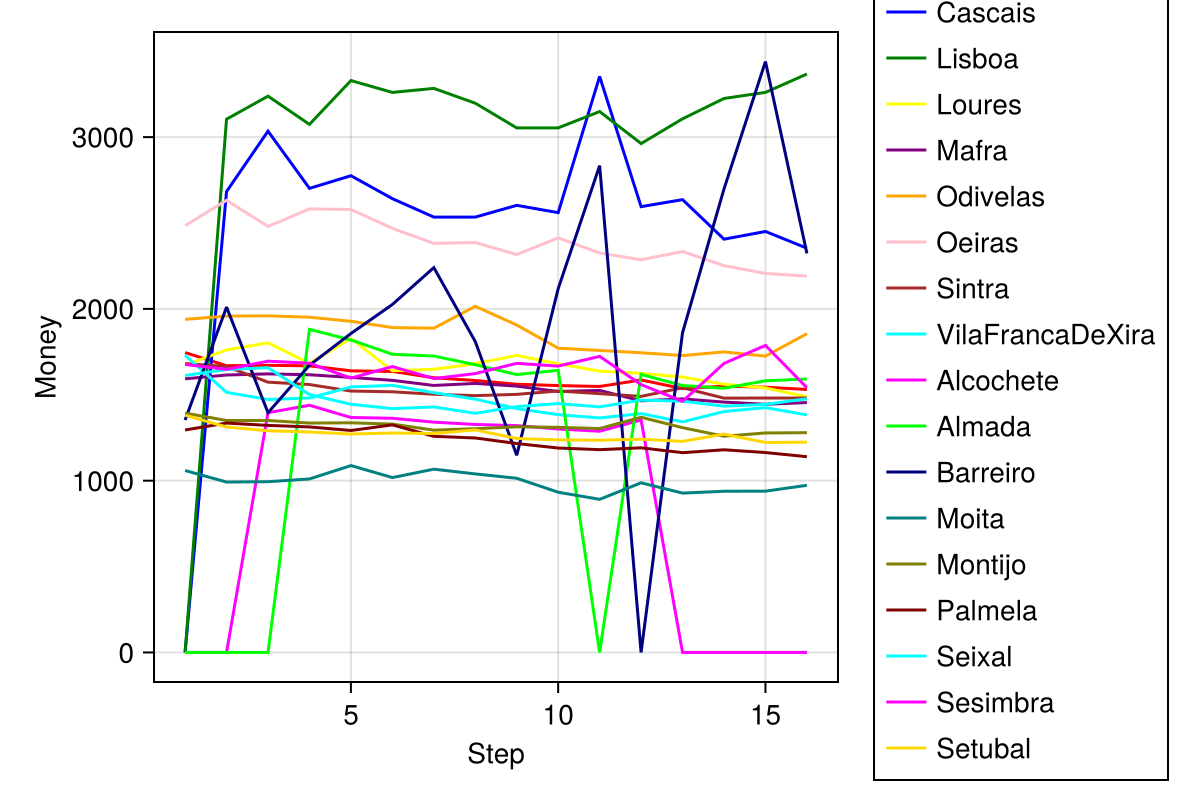 Cascais
Lisboa
Loures
Mafra
Odivelas
Oeiras
Sintra
VilaFrancaDeXira
Alcochete
Almada
Barreiro
Moita
Montijo
Palmela
Seixal
Sesimbra
Setubal
Money
3000
2000
1000
0
5
10
15
Step